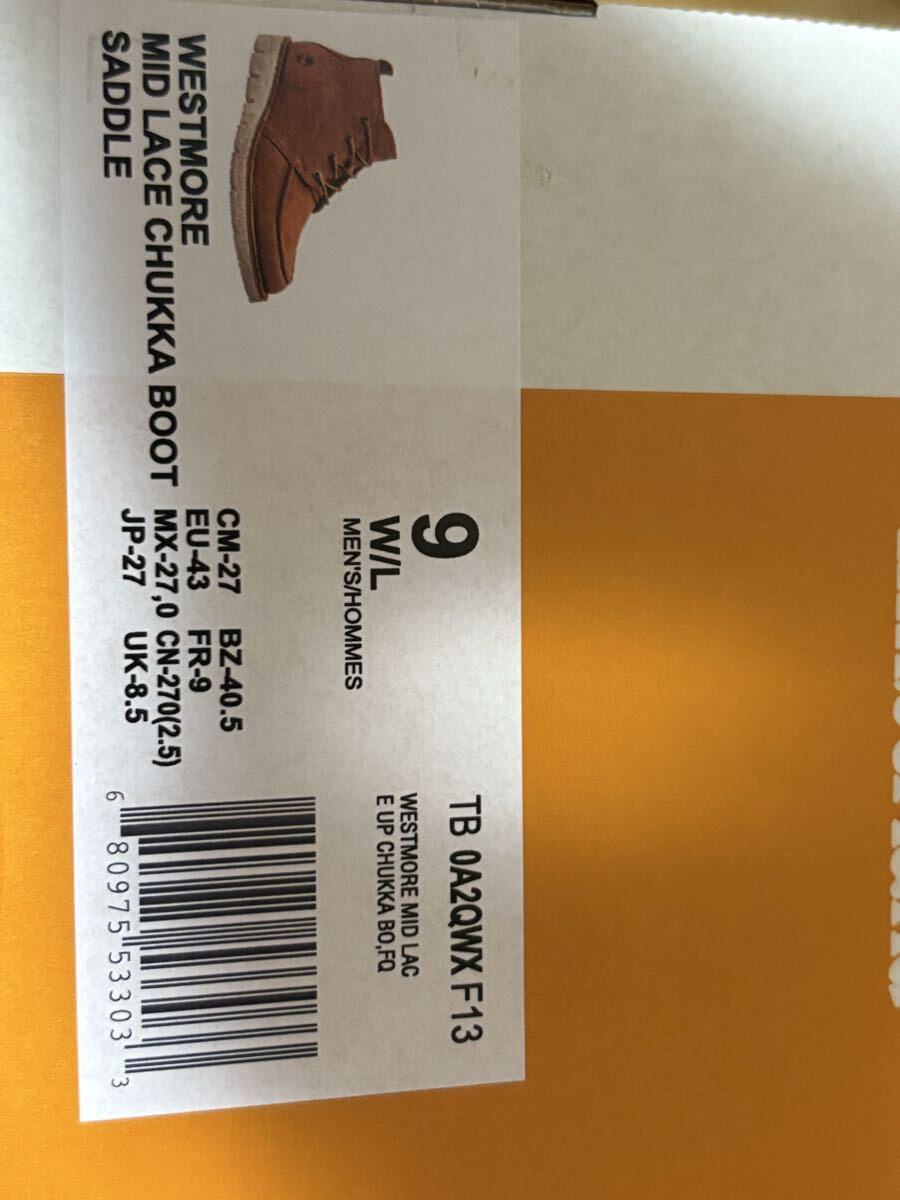 WESTMORE
MID LACE CHUKKA BOOT
SADDLE
9
W/L
MEN'S/HOMMES
CM-27 BZ-40.5
EU-43 FR-9
MX-27,0 CN-270(2.5)
JP-27 UK-8.5
TB 0A2QWX F13
WESTMORE MID LAC
E UP CHUKKA BO,FQ
6 80975 53303 3